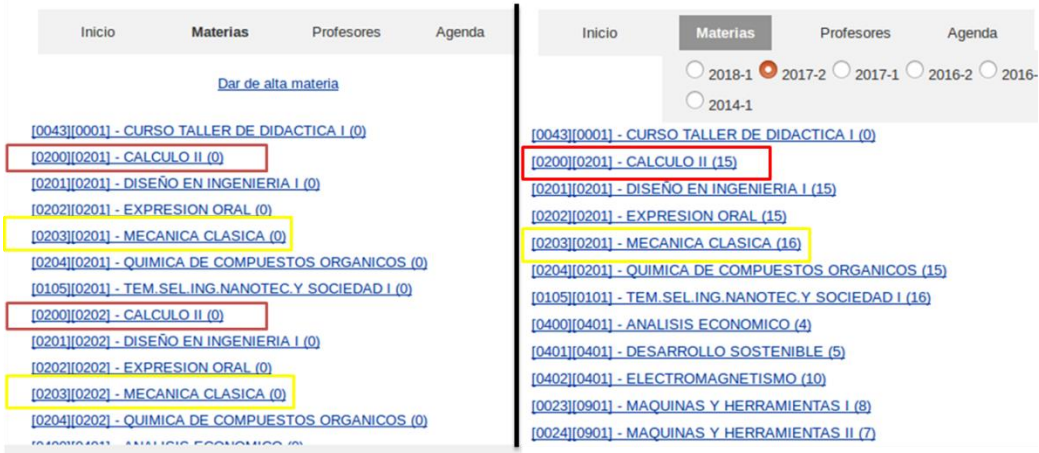 Inicio Materias Profesores Agenda
Dar de alta materia
[0043][0001] - CURSO TALLER DE DIDACTICA I (0)
[0200][0201] - CALCULO II (0)
[0201][0201] - DISEÑO EN INGENIERIA I (0)
[0202][0201] - EXPRESION ORAL (0)
[0203][0201] - MECANICA CLASICA (0)
[0204][0201] - QUIMICA DE COMPUESTOS ORGANICOS (0)
[0105][0201] - TEM.SEL.ING.NANOTEC.Y SOCIEDAD I (0)
[0200][0202] - CALCULO II (0)
[0201][0202] - DISEÑO EN INGENIERIA I (0)
[0202][0202] - EXPRESION ORAL (0)
[0203][0202] - MECANICA CLASICA (0)
[0204][0202] - QUIMICA DE COMPUESTOS ORGANICOS (0)
Inicio Materias Profesores Agenda
2018-1 2017-2 2017-1 2016-2 2016-
2014-1
[0043][0001] - CURSO TALLER DE DIDACTICA I (0)
[0200][0201] - CALCULO II (15)
[0201][0201] - DISEÑO EN INGENIERIA I (15)
[0202][0201] - EXPRESION ORAL (15)
[0203][0201] - MECANICA CLASICA (16)
[0204][0201] - QUIMICA DE COMPUESTOS ORGANICOS (15)
[0105][0101] - TEM.SEL.ING.NANOTEC.Y SOCIEDAD I (16)
[0400][0401] - ANALISIS ECONOMICO (4)
[0401][0401] - DESARROLLO SOSTENIBLE (5)
[0402][0401] - ELECTROMAGNETISMO (10)
[0023][0901] - MAQUINAS Y HERRAMIENTAS I (8)
[0024][0901] - MAQUINAS Y HERRAMIENTAS II (7)